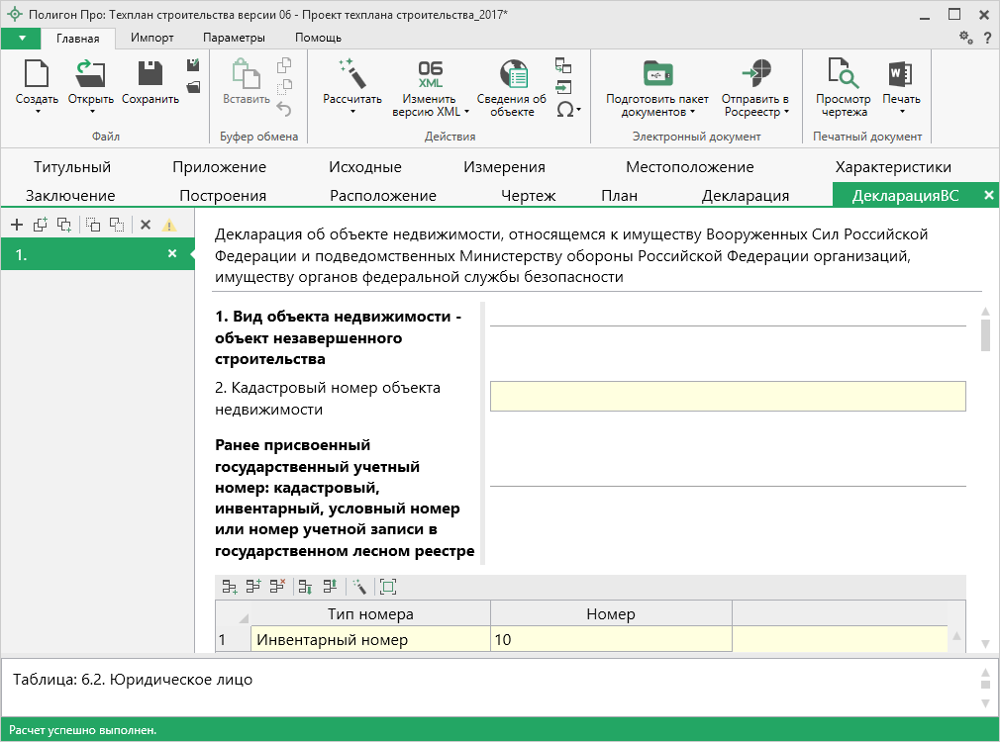 Полигон Про: Техплан строительства версии 06 - Проект техплана строительства_2017*
Главная Импорт Параметры Помощь ?
Создать Открыть Сохранить Вставить Рассчитать 06 XML Изменить версию XML Сведения об объекте Подготовить пакет документов Отправить в Росреестр Просмотр чертежа Печать
Файл Буфер обмена Действия Электронный документ Печатный документ
Титульный Приложение Исходные Измерения Местоположение Характеристики
Заключение Построения Расположение Чертеж План Декларация ДекларацияВС
1.
Декларация об объекте недвижимости, относящемся к имуществу Вооруженных Сил Российской
Федерации и подведомственных Министерству обороны Российской Федерации организаций,
имуществу органов федеральной службы безопасности
1. Вид объекта недвижимости -
объект незавершенного
строительства
2. Кадастровый номер объекта
недвижимости
Ранее присвоенный
государственный учетный
номер: кадастровый,
инвентарный, условный номер
или номер учетной записи в
государственном лесном реестре
Тип номера Номер
1 Инвентарный номер 10
Таблица: 6.2. Юридическое лицо
Расчет успешно выполнен.